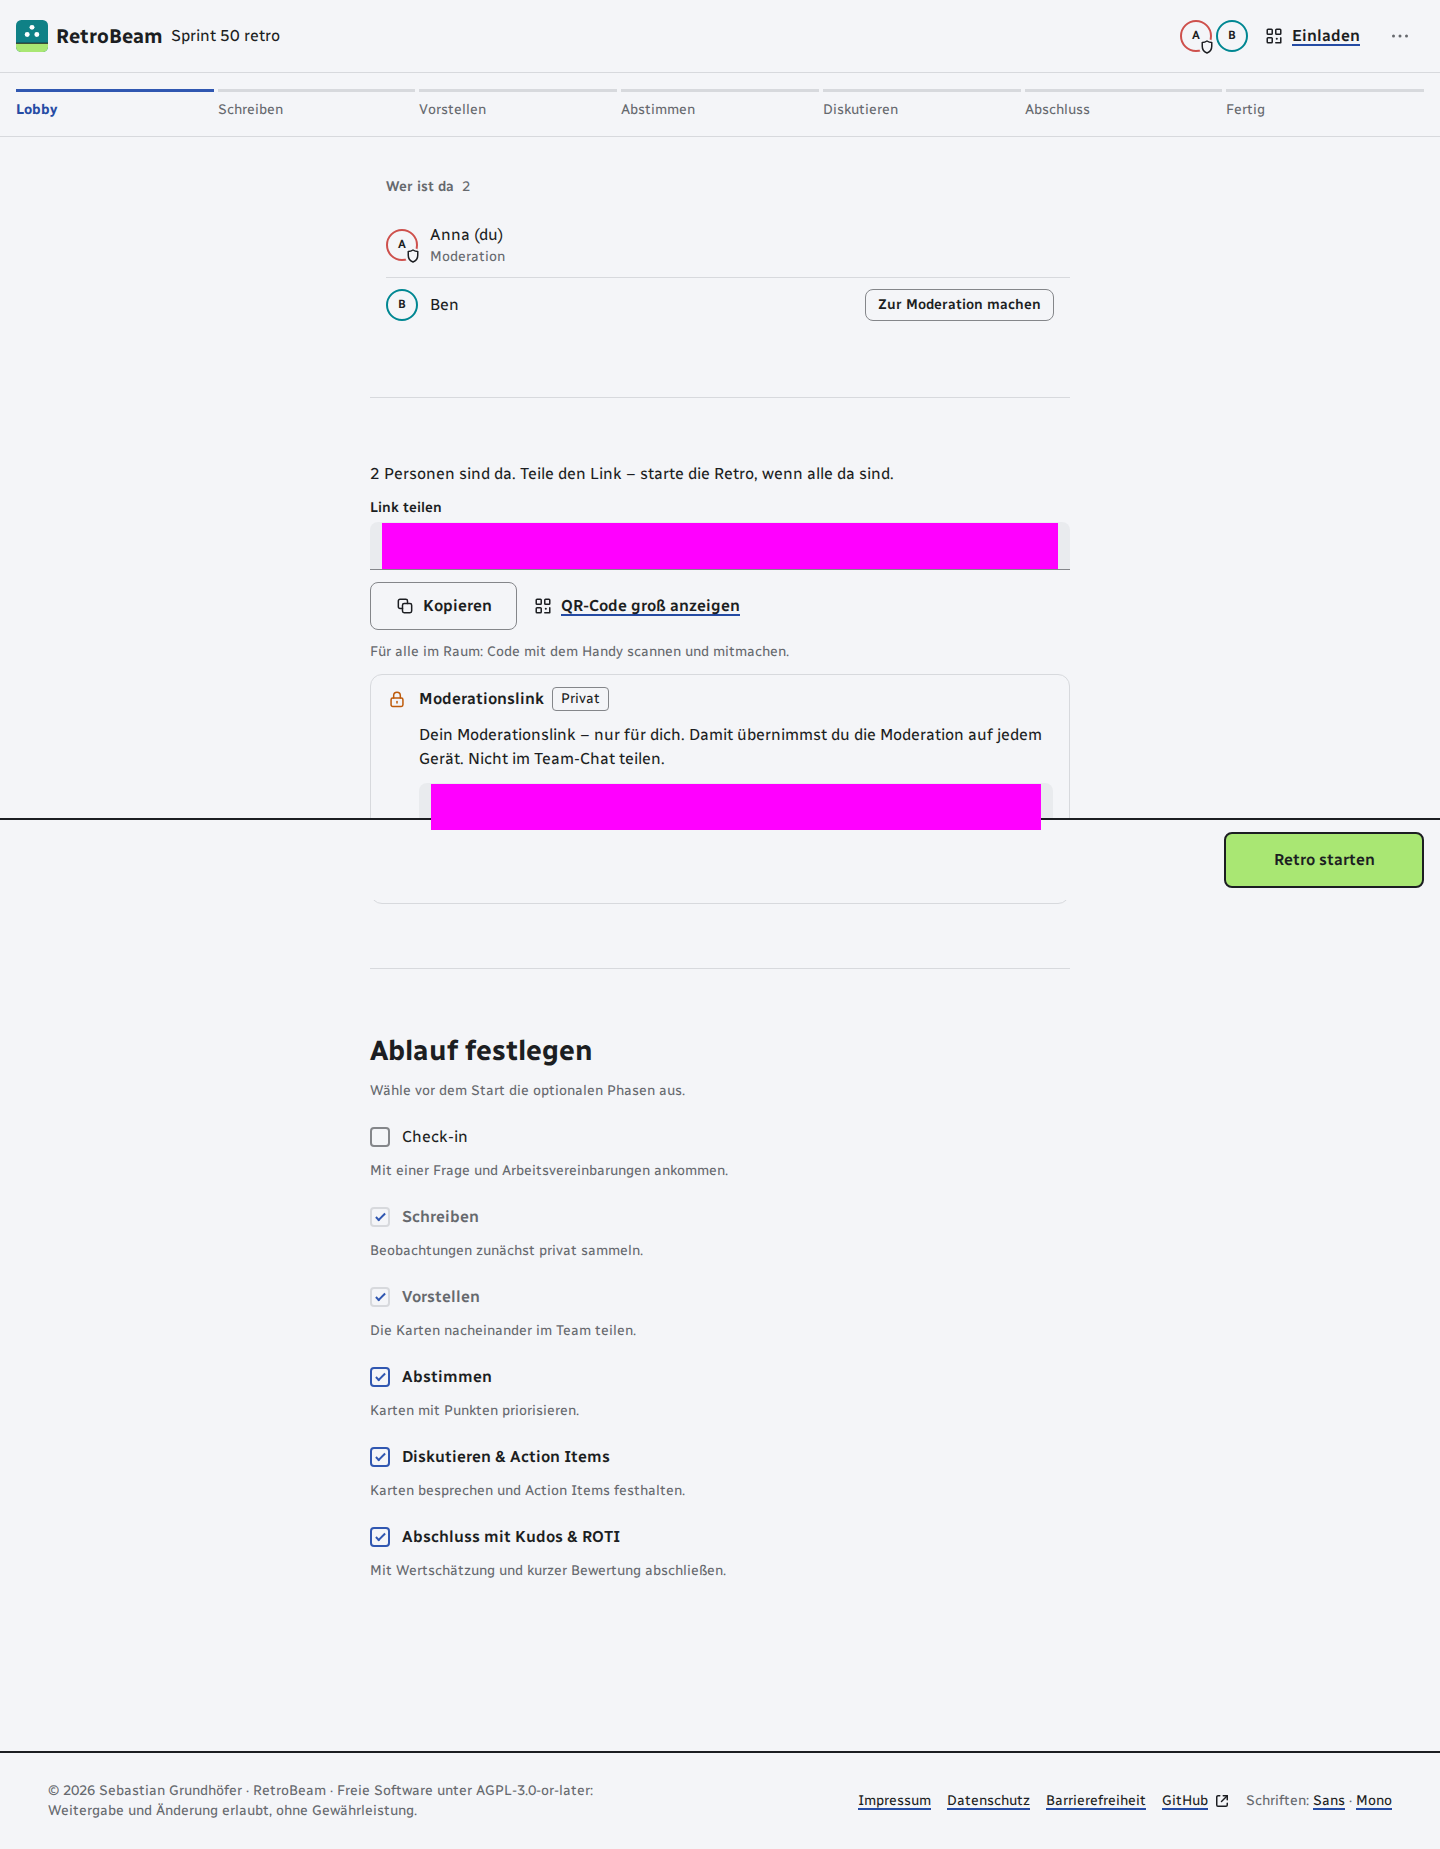 RetroBeam Sprint 50 retro
A B Einladen
Lobby Schreiben Vorstellen Abstimmen Diskutieren Abschluss Fertig
Wer ist da 2
A Anna (du)
Moderation
B Ben Zur Moderation machen
2 Personen sind da. Teile den Link – starte die Retro, wenn alle da sind.
Link teilen
Kopieren QR-Code groß anzeigen
Für alle im Raum: Code mit dem Handy scannen und mitmachen.
Moderationslink Privat
Dein Moderationslink – nur für dich. Damit übernimmst du die Moderation auf jedem
Gerät. Nicht im Team-Chat teilen.
Retro starten
Ablauf festlegen
Wähle vor dem Start die optionalen Phasen aus.
Check-in
Mit einer Frage und Arbeitsvereinbarungen ankommen.
Schreiben
Beobachtungen zunächst privat sammeln.
Vorstellen
Die Karten nacheinander im Team teilen.
Abstimmen
Karten mit Punkten priorisieren.
Diskutieren & Action Items
Karten besprechen und Action Items festhalten.
Abschluss mit Kudos & ROTI
Mit Wertschätzung und kurzer Bewertung abschließen.
© 2026 Sebastian Grundhöfer · RetroBeam · Freie Software unter AGPL-3.0-or-later:
Weitergabe und Änderung erlaubt, ohne Gewährleistung.
Impressum Datenschutz Barrierefreiheit GitHub Schriften: Sans · Mono